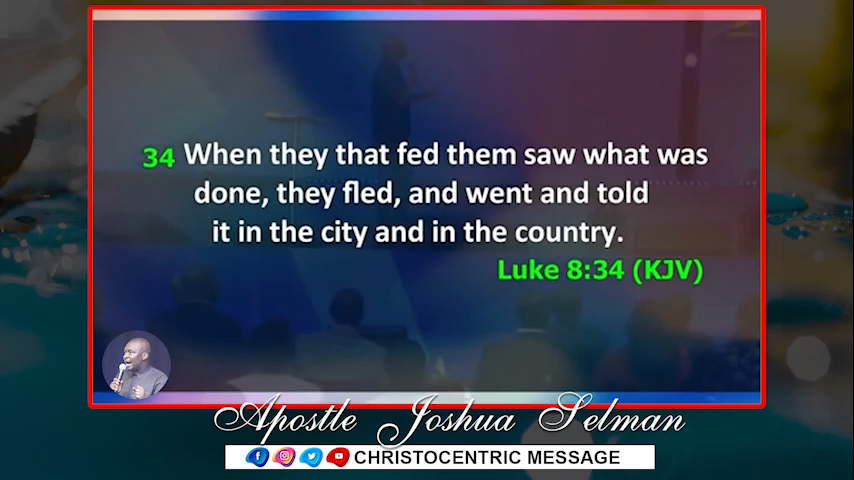 34 When they that fed them saw what was
done, they fled, and went and told
it in the city and in the country.
Luke 8:34 (KJV)
Apostle Joshua Selman
CHRISTOCENTRIC MESSAGE